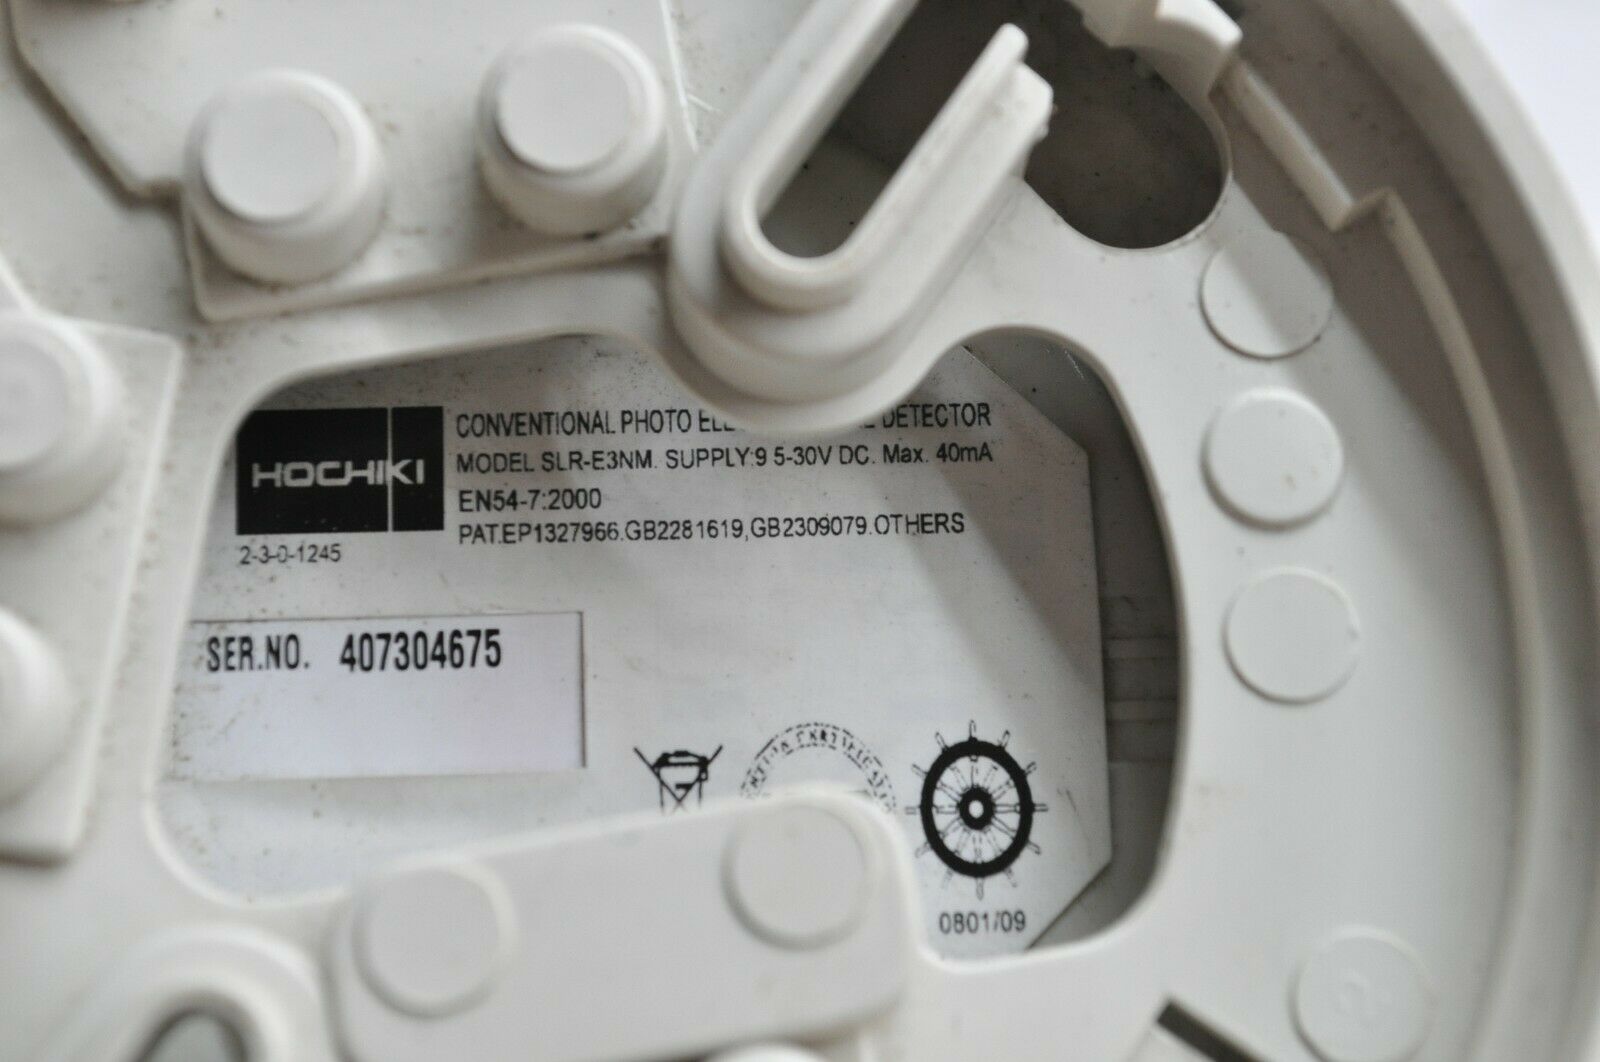 CONVENTIONAL PHOTO DETECTOR
HOCHIKI
MODEL SLR-E3NM. SUPPLY:9 5-30V DC. Max. 40mA
EN54-7:2000
PAT.EP1327966.GB2281619,GB2309079.OTHERS
2-3-0-1245
SER.NO. 407304675
0801/09